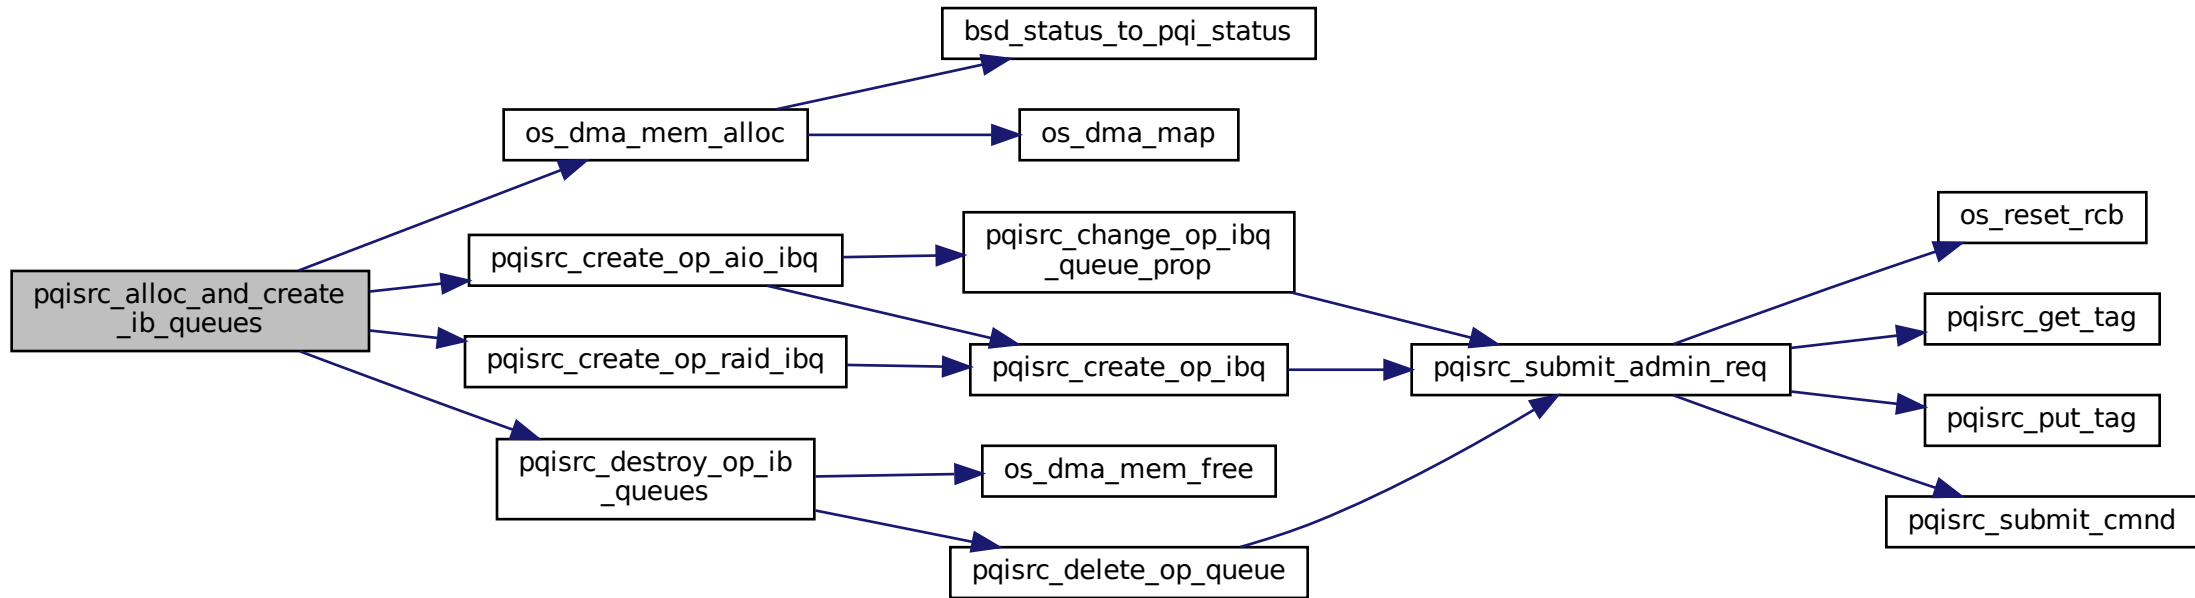 pqisrc_alloc_and_create
_ib_queues
os_dma_mem_alloc
bsd_status_to_pqi_status
os_dma_map
pqisrc_create_op_aio_ibq
pqisrc_change_op_ibq
_queue_prop
pqisrc_create_op_raid_ibq
pqisrc_create_op_ibq
pqisrc_submit_admin_req
os_reset_rcb
pqisrc_get_tag
pqisrc_put_tag
pqisrc_submit_cmnd
pqisrc_destroy_op_ib
_queues
os_dma_mem_free
pqisrc_delete_op_queue